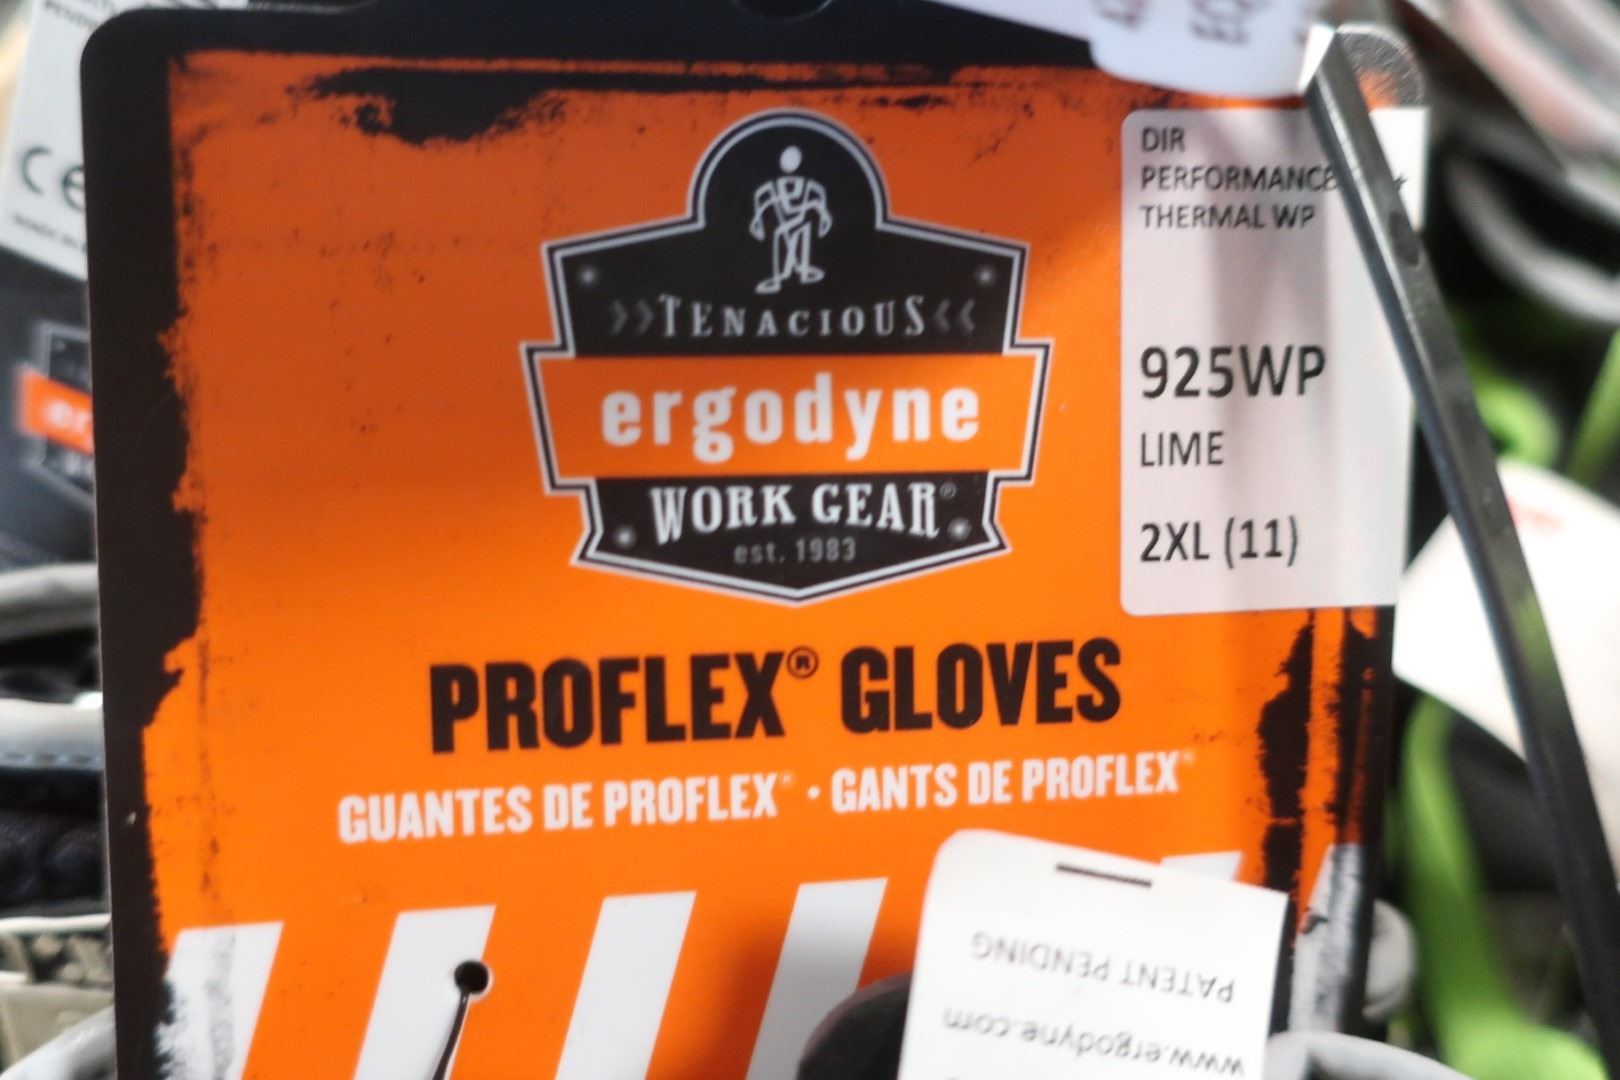 DIR
PERFORMANCE
THERMAL WP
TENACIOUS
ergodyne
WORK GEAR®
est. 1983
925WP
LIME
2XL (11)
PROFLEX® GLOVES
GUANTES DE PROFLEX® • GANTS DE PROFLEX®
PATENT PENDING
www.ergodyne.com
CE